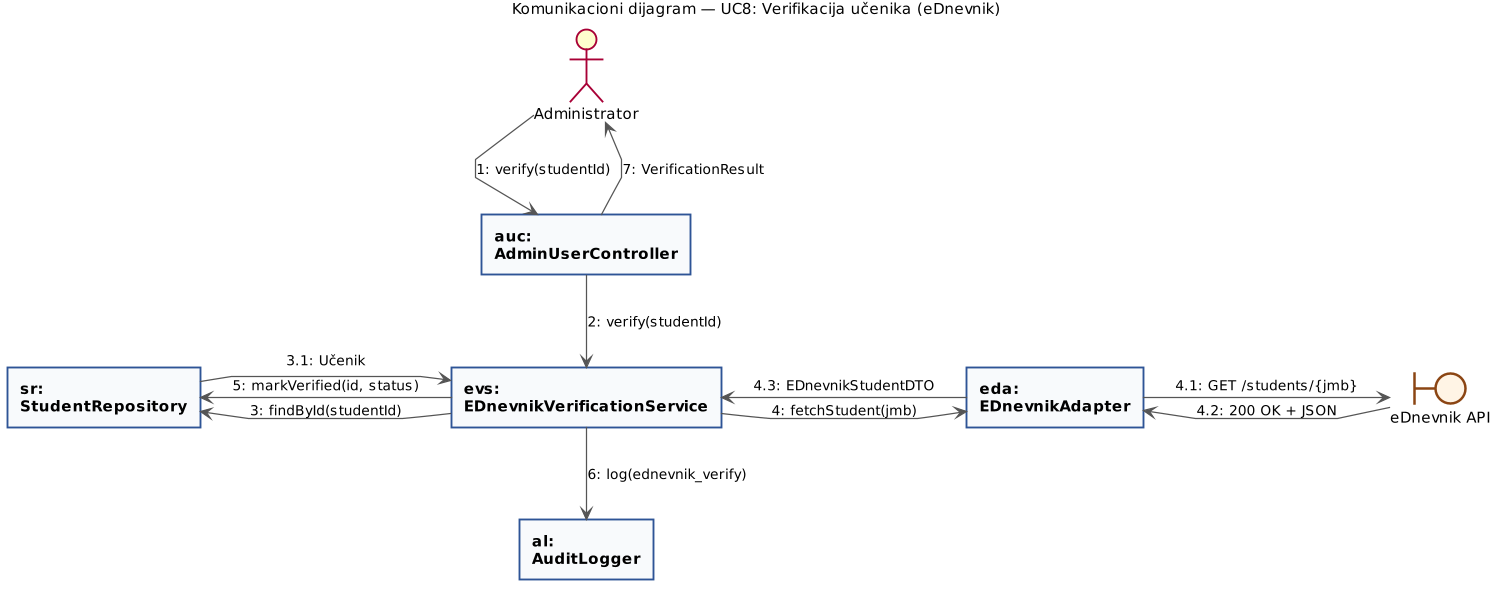 Komunikacioni dijagram — UC8: Verifikacija učenika (eDnevnik)
Administrator
1: verify(studentId)
7: VerificationResult
auc:
AdminUserController
2: verify(studentId)
3.1: Učenik
5: markVerified(id, status)
3: findById(studentId)
sr:
StudentRepository
evs:
EDnevnikVerificationService
4.3: EDnevnikStudentDTO
4: fetchStudent(jmb)
eda:
EDnevnikAdapter
4.1: GET /students/{jmb}
4.2: 200 OK + JSON
eDnevnik API
6: log(ednevnik_verify)
al:
AuditLogger